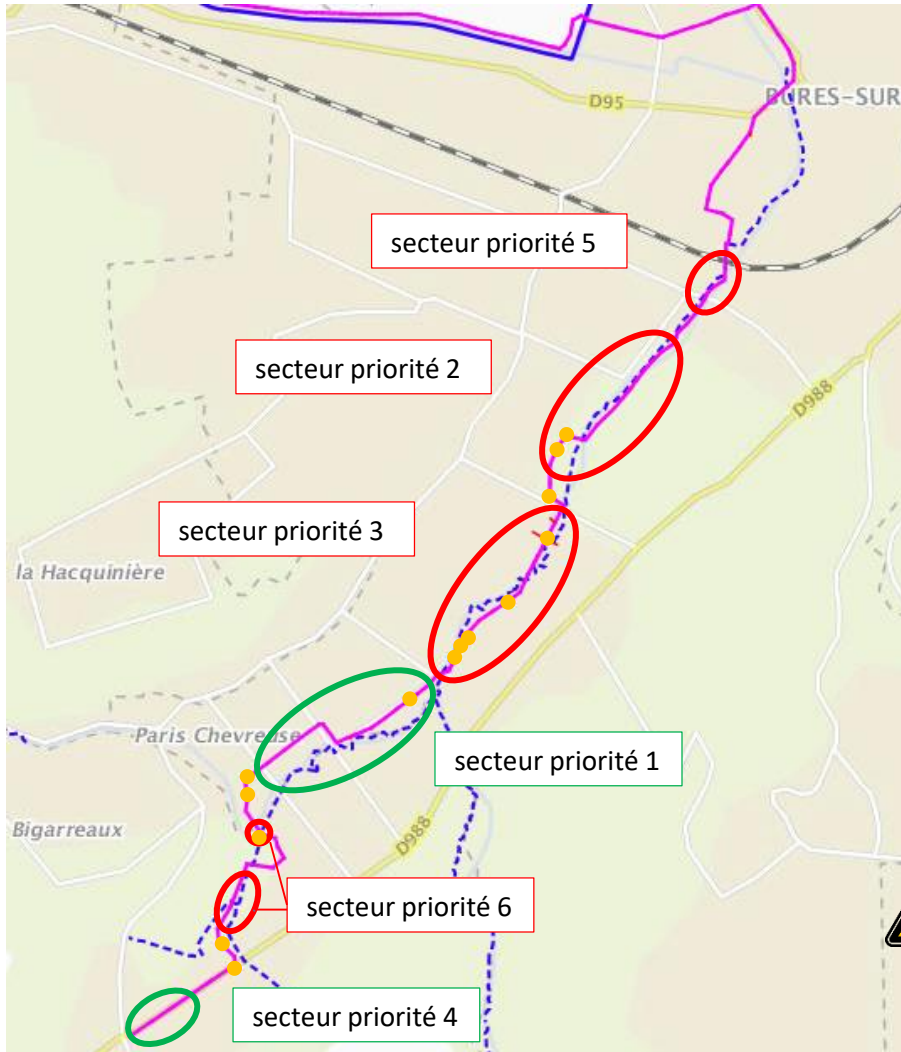 D95
BURES-SUR
secteur priorité 5
secteur priorité 2
D988
secteur priorité 3
la Hacquinière
Paris Chevreuse
secteur priorité 1
Bigarreaux
D988
secteur priorité 6
secteur priorité 4